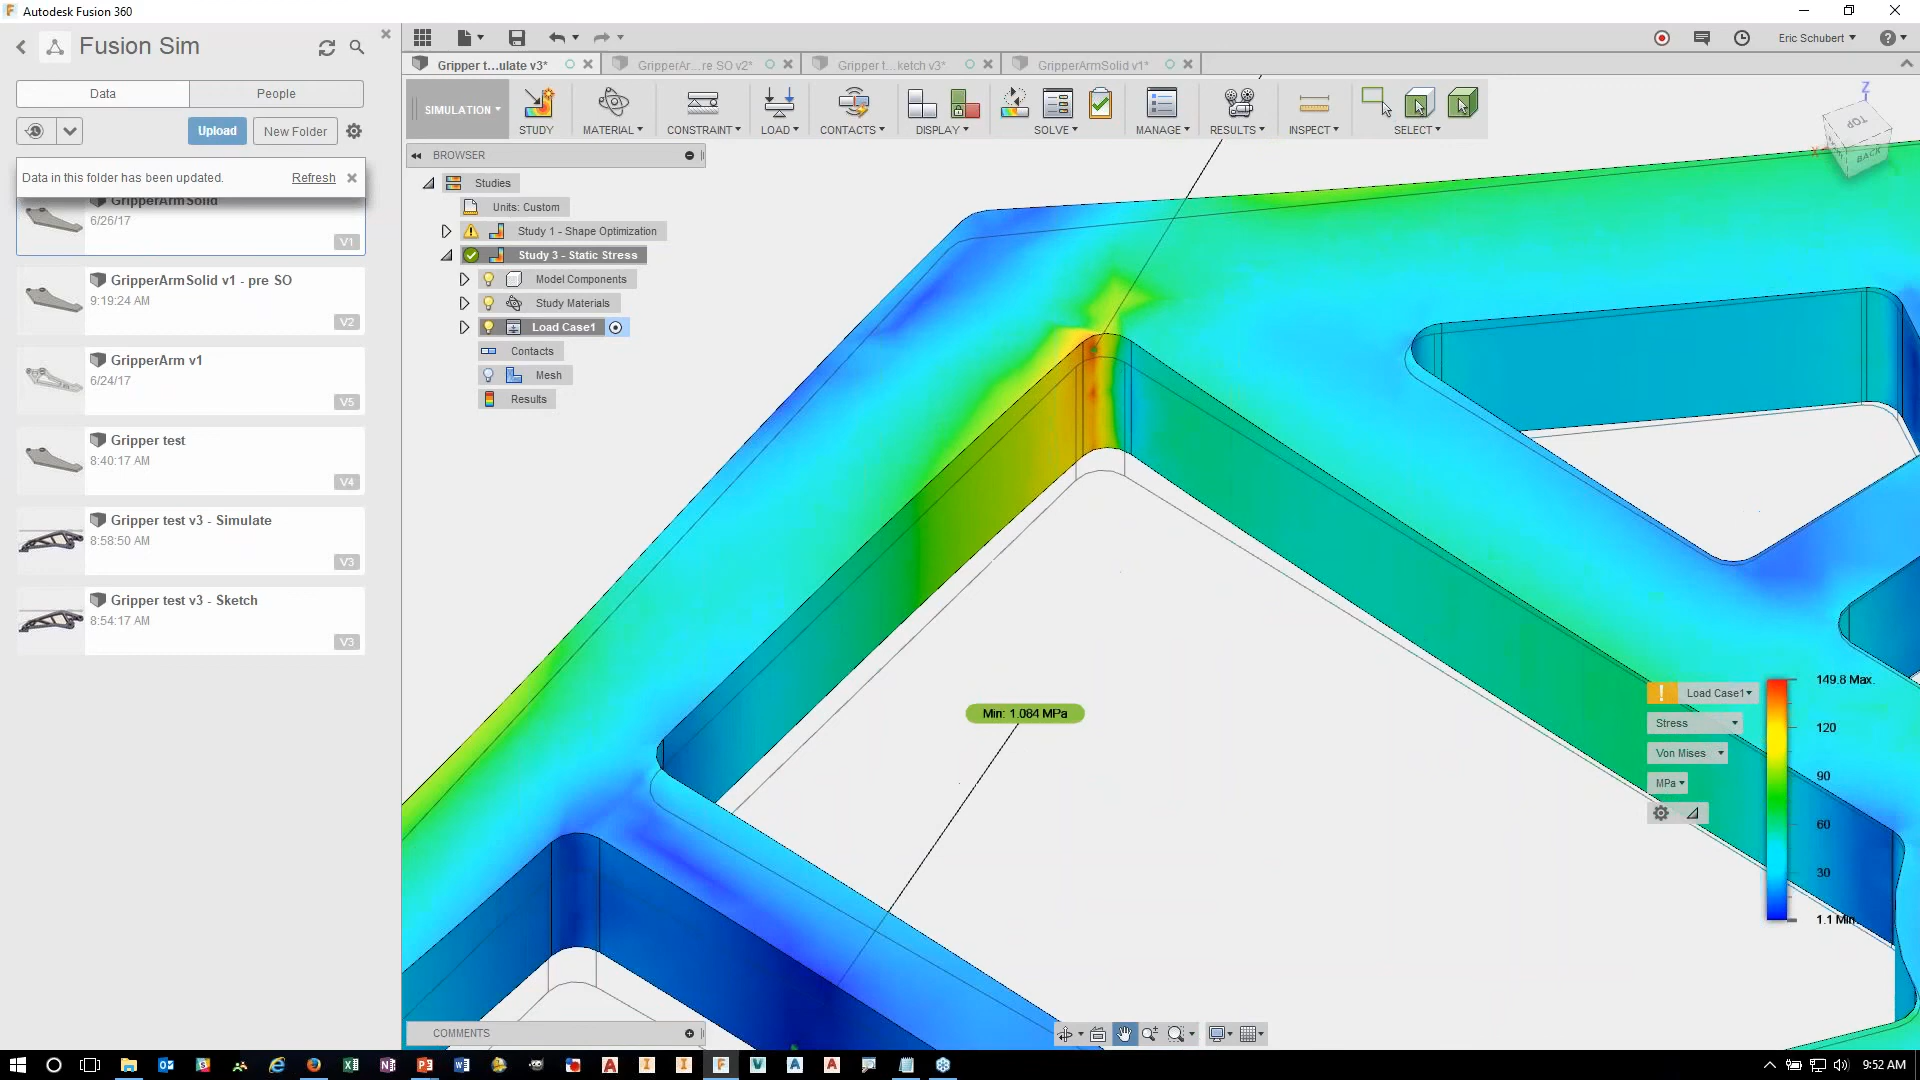 Autodesk Fusion 360
Fusion Sim
Data
People
Upload
New Folder
Data in this folder has been updated.
Refresh
GripperArmSolid
6/26/17
V1
GripperArmSolid v1 - pre SO
9:19:24 AM
V2
GripperArm v1
6/24/17
V5
Gripper test
8:40:17 AM
V4
Gripper test v3 - Simulate
8:58:50 AM
V3
Gripper test v3 - Sketch
8:54:17 AM
V3
Eric Schubert
Gripper t...ulate v3*
GripperAr...re SO v2*
Gripper t...ketch v3*
GripperArmSolid v1*
SIMULATION
STUDY
MATERIAL
CONSTRAINT
LOAD
CONTACTS
DISPLAY
SOLVE
MANAGE
RESULTS
INSPECT
SELECT
BROWSER
Studies
Units: Custom
Study 1 - Shape Optimization
Study 3 - Static Stress
Model Components
Study Materials
Load Case1
Contacts
Mesh
Results
Z
TOP
BACK
X
Min: 1.084 MPa
Load Case1
Stress
Von Mises
MPa
149.8 Max.
120
90
60
30
1.1 Min.
COMMENTS
9:52 AM